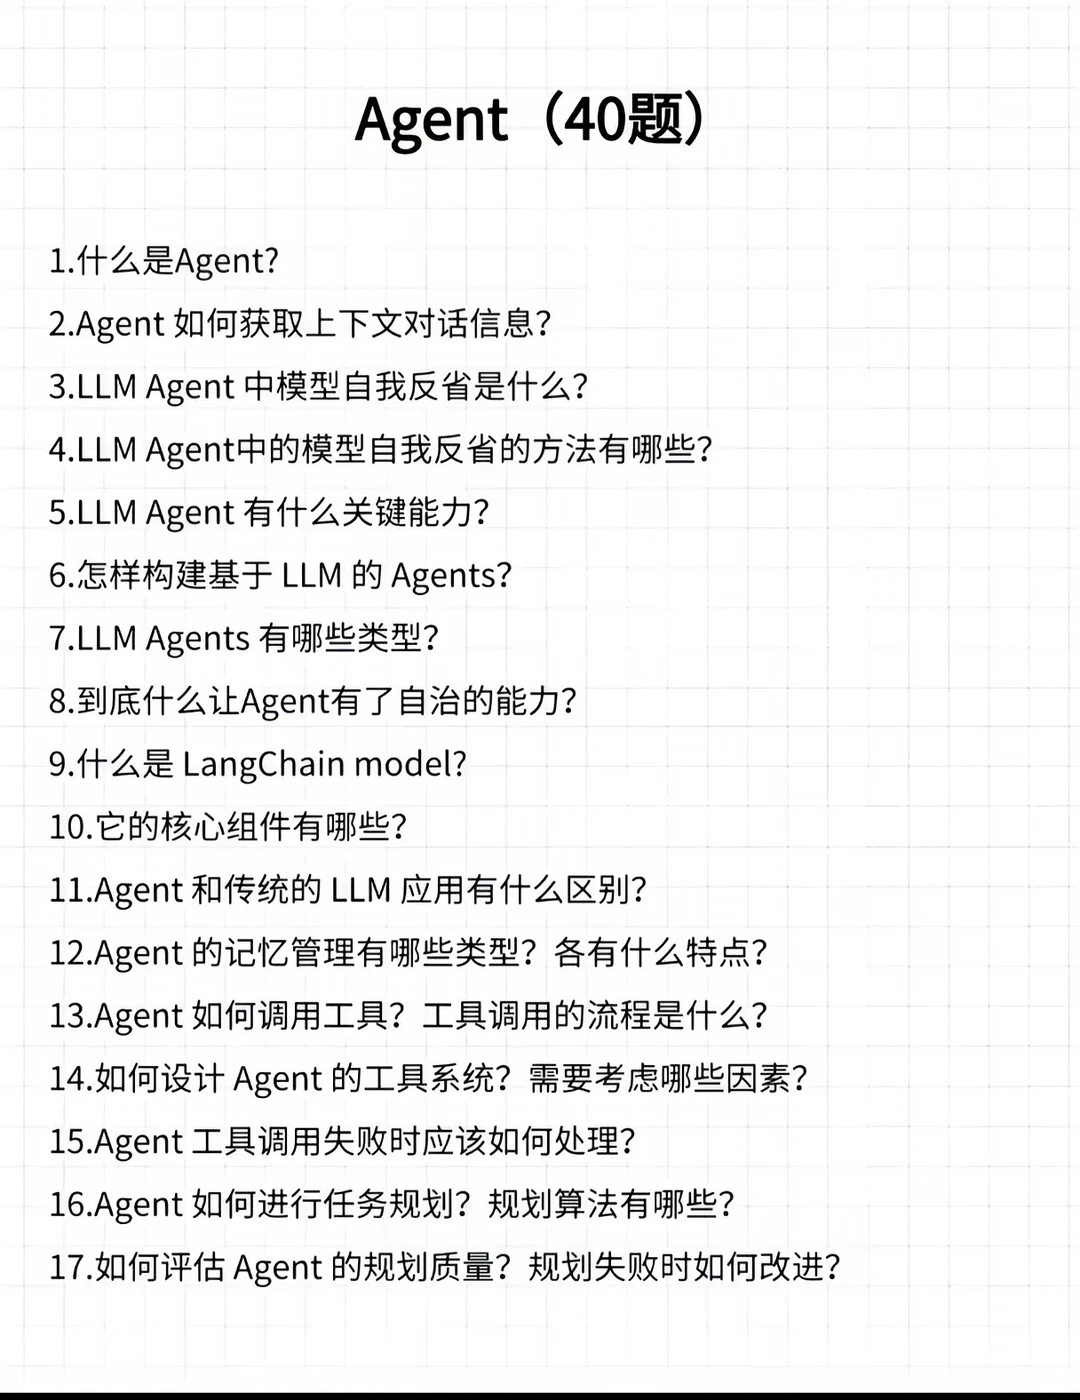 Agent（40题）
1.什么是Agent?
2.Agent 如何获取上下文对话信息？
3.LLM Agent 中模型自我反省是什么？
4.LLM Agent中的模型自我反省的方法有哪些？
5.LLM Agent 有什么关键能力？
6.怎样构建基于 LLM 的 Agents？
7.LLM Agents 有哪些类型？
8.到底什么让Agent有了自治的能力？
9.什么是 LangChain model?
10.它的核心组件有哪些？
11.Agent 和传统的 LLM 应用有什么区别？
12.Agent 的记忆管理有哪些类型？各有什么特点？
13.Agent 如何调用工具？工具调用的流程是什么？
14.如何设计 Agent 的工具系统？需要考虑哪些因素？
15.Agent 工具调用失败时应该如何处理？
16.Agent 如何进行任务规划？规划算法有哪些？
17.如何评估 Agent 的规划质量？规划失败时如何改进？